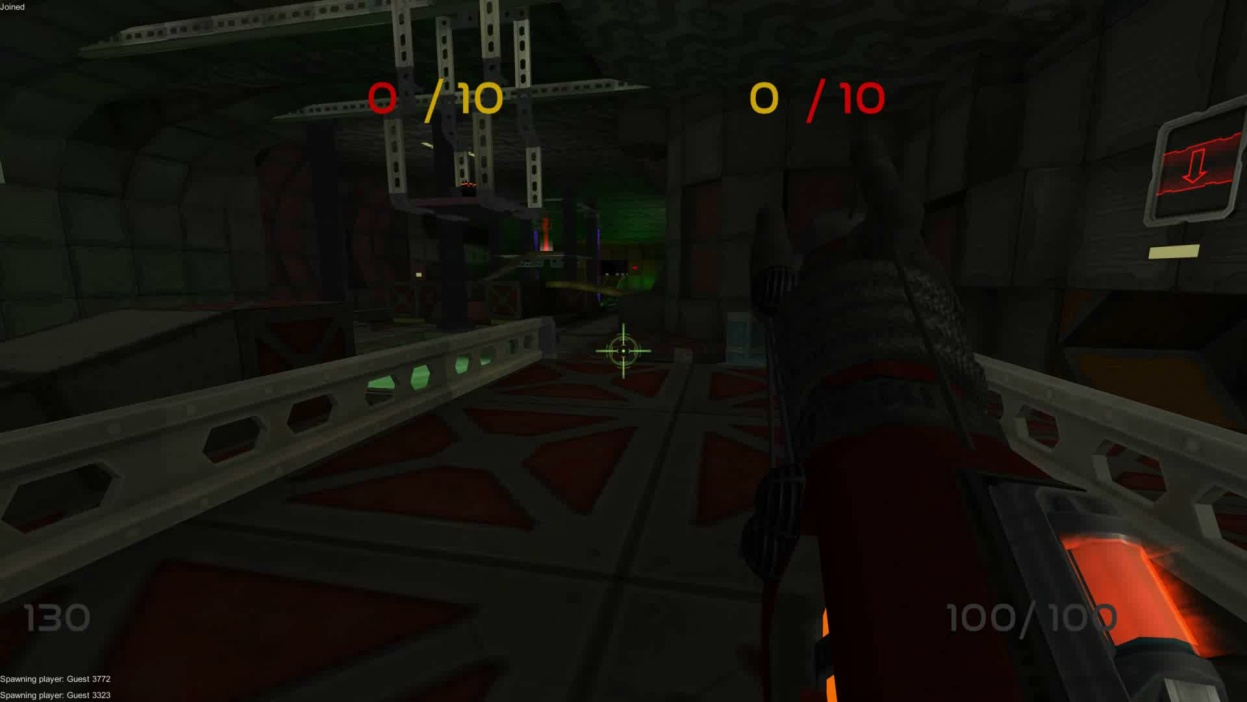 Joined
0 / 10
0 / 10
130
100/100
Spawning player: Guest 3772
Spawning player: Guest 3323